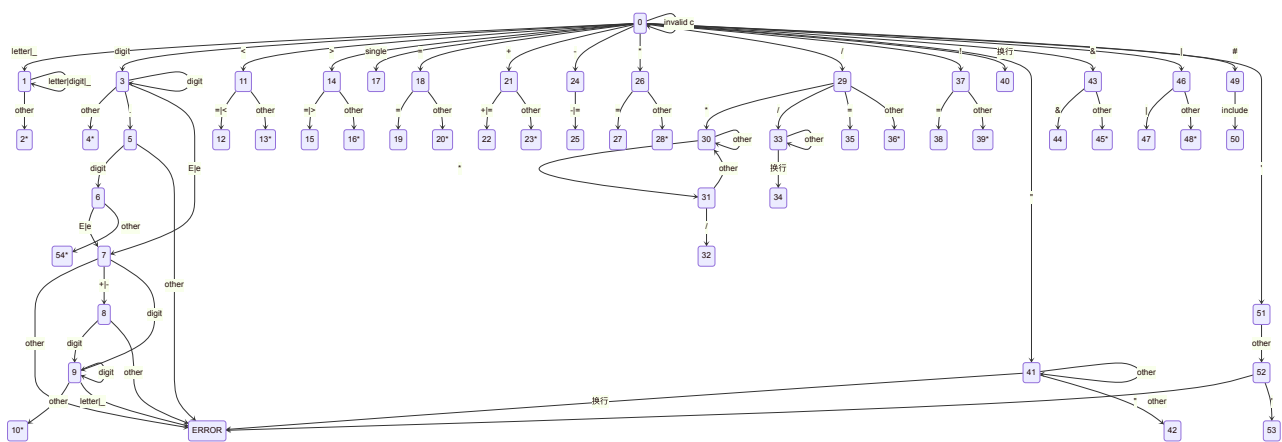 0
invalid c
letter|_
digit
<
>
single
=
+
-
*
/
!
换行
&
|
#
1
letter|digit|_
3
digit
11
14
17
18
21
24
26
29
37
40
43
46
49
other
other
=|<
other
=|>
other
=
other
+|=
other
-|=
=
other
*
/
=
other
=
other
&
other
|
other
include
2*
4*
5
12
13*
15
16*
19
20*
22
23*
25
27
28*
30
other
33
other
35
36*
38
39*
44
45*
47
48*
50
digit
E|e
*
other
换行
"
'
6
31
34
E|e
other
/
54*
7
32
+|-
other
8
digit
51
other
digit
other
other
9
digit
41
other
52
other
letter|_
换行
"
other
'
10*
ERROR
42
53